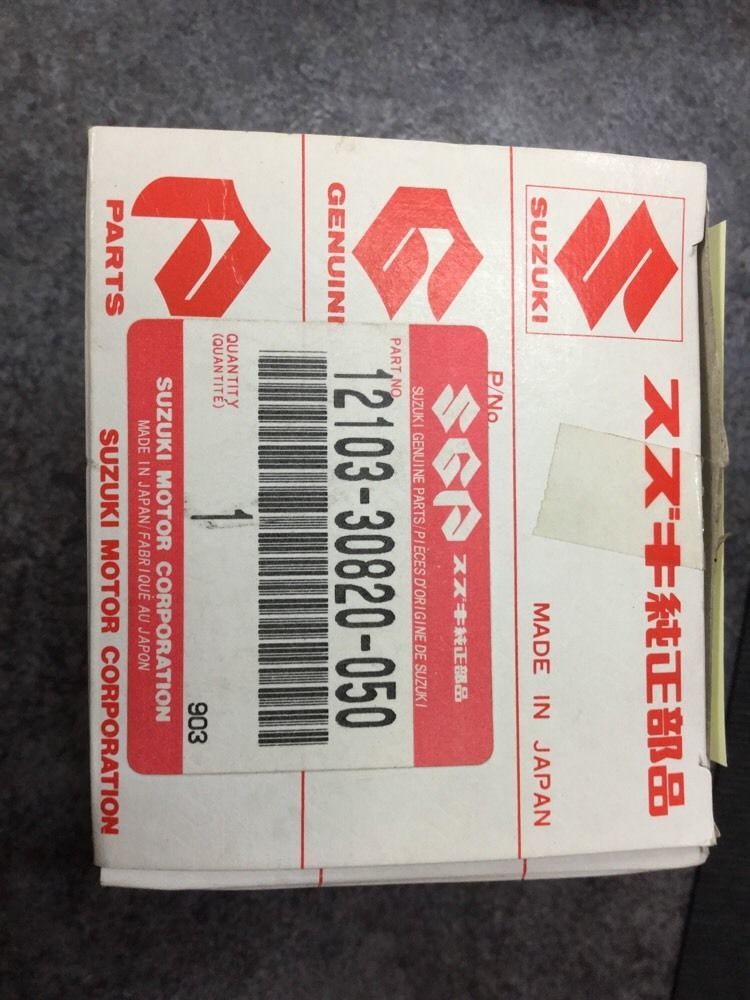 SUZUKI
スズキ純正部品
MADE IN JAPAN
GENUIN
PARTS
SUZUKI MOTOR CORPORATION
P/No.
SGP スズキ純正部品
SUZUKI GENUINE PARTS/PIÈCES D'ORIGINE DE SUZUKI
PART NO.
12103-30820-050
QUANTITY
(QUANTITÉ)
1
903
SUZUKI MOTOR CORPORATION
MADE IN JAPAN/FABRIQUÉ AU JAPON